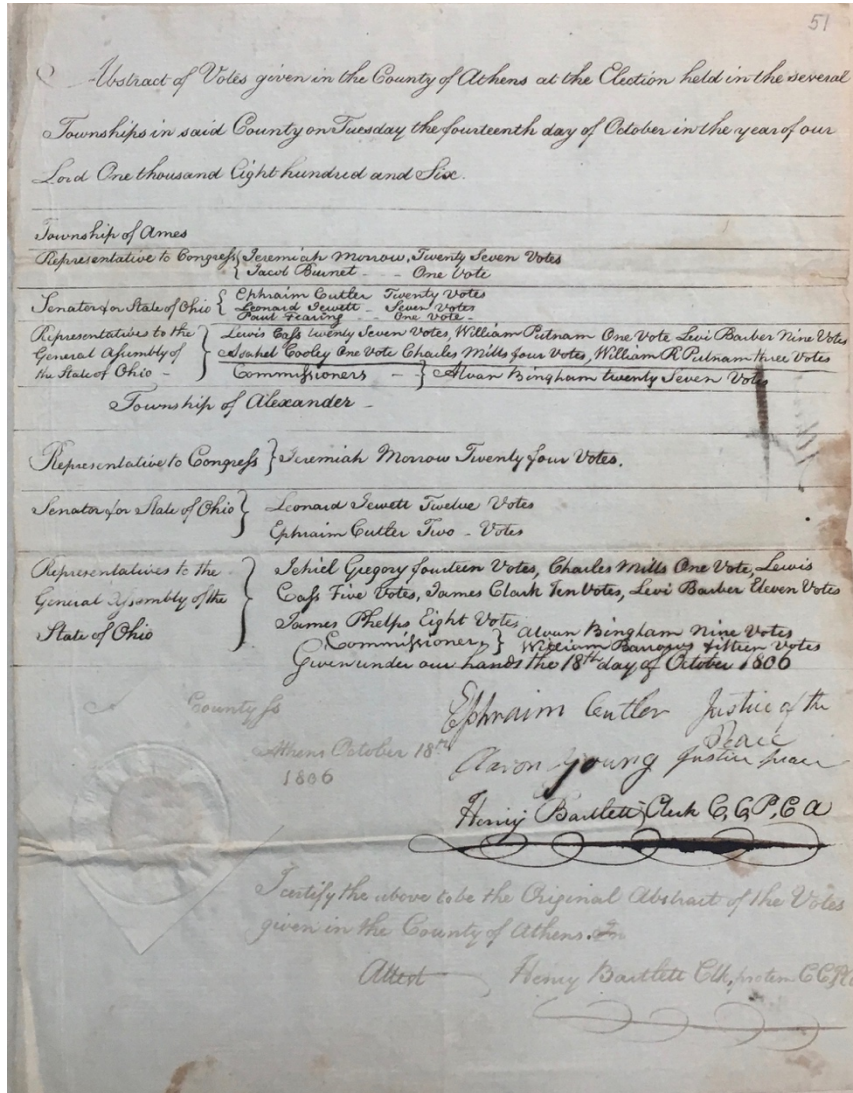 51
Abstract of Votes given in the County of Athens at the Election held in the several
Townships in said County on Tuesday the fourteenth day of October in the year of our
Lord One thousand Eight hundred and Six.
Township of Ames
Representative to Congress { Jeremiah Morrow, Twenty Seven Votes
{ Jacob Burnet - - - One Vote
Senator for State of Ohio { Ephraim Cutler Twenty Votes
Leonard Jewett - Seven Votes
Paul Fearing - One Vote -
Representatives to the } Lewis Cass twenty Seven Votes, William Putnam One Vote Levi Barber Nine Votes
General Assembly of } Asahel Cooley One Vote Charles Mills four Votes, William R Putnam three Votes
the State of Ohio - } Commissioners - - } Alvan Bingham twenty Seven Votes
Township of Alexander -
Representative to Congress } Jeremiah Morrow Twenty four Votes.
Senator for State of Ohio } Leonard Jewett Twelve Votes
Ephraim Cutler Two - Votes
Representatives to the } Jehiel Gregory fourteen Votes, Charles Mills One Vote, Lewis
General Assembly of the } Cass Five Votes, James Clark Ten Votes, Levi Barber Eleven Votes
State of Ohio } James Phelps Eight Votes
Commissioner, } Alvan Bingham Nine Votes
William Barrows fifteen Votes
Given under our hands the 18th day of October 1806
Ephraim Cutler Justice of the
Peace
Aaron Young Justice peace
Henry Bartlett Clerk C, C, P, C A
County ss
Athens October 18th
1806
I certify the above to be the Original Abstract of the Votes
given in the County of Athens.
Attest Henry Bartlett Clk, protem C C P